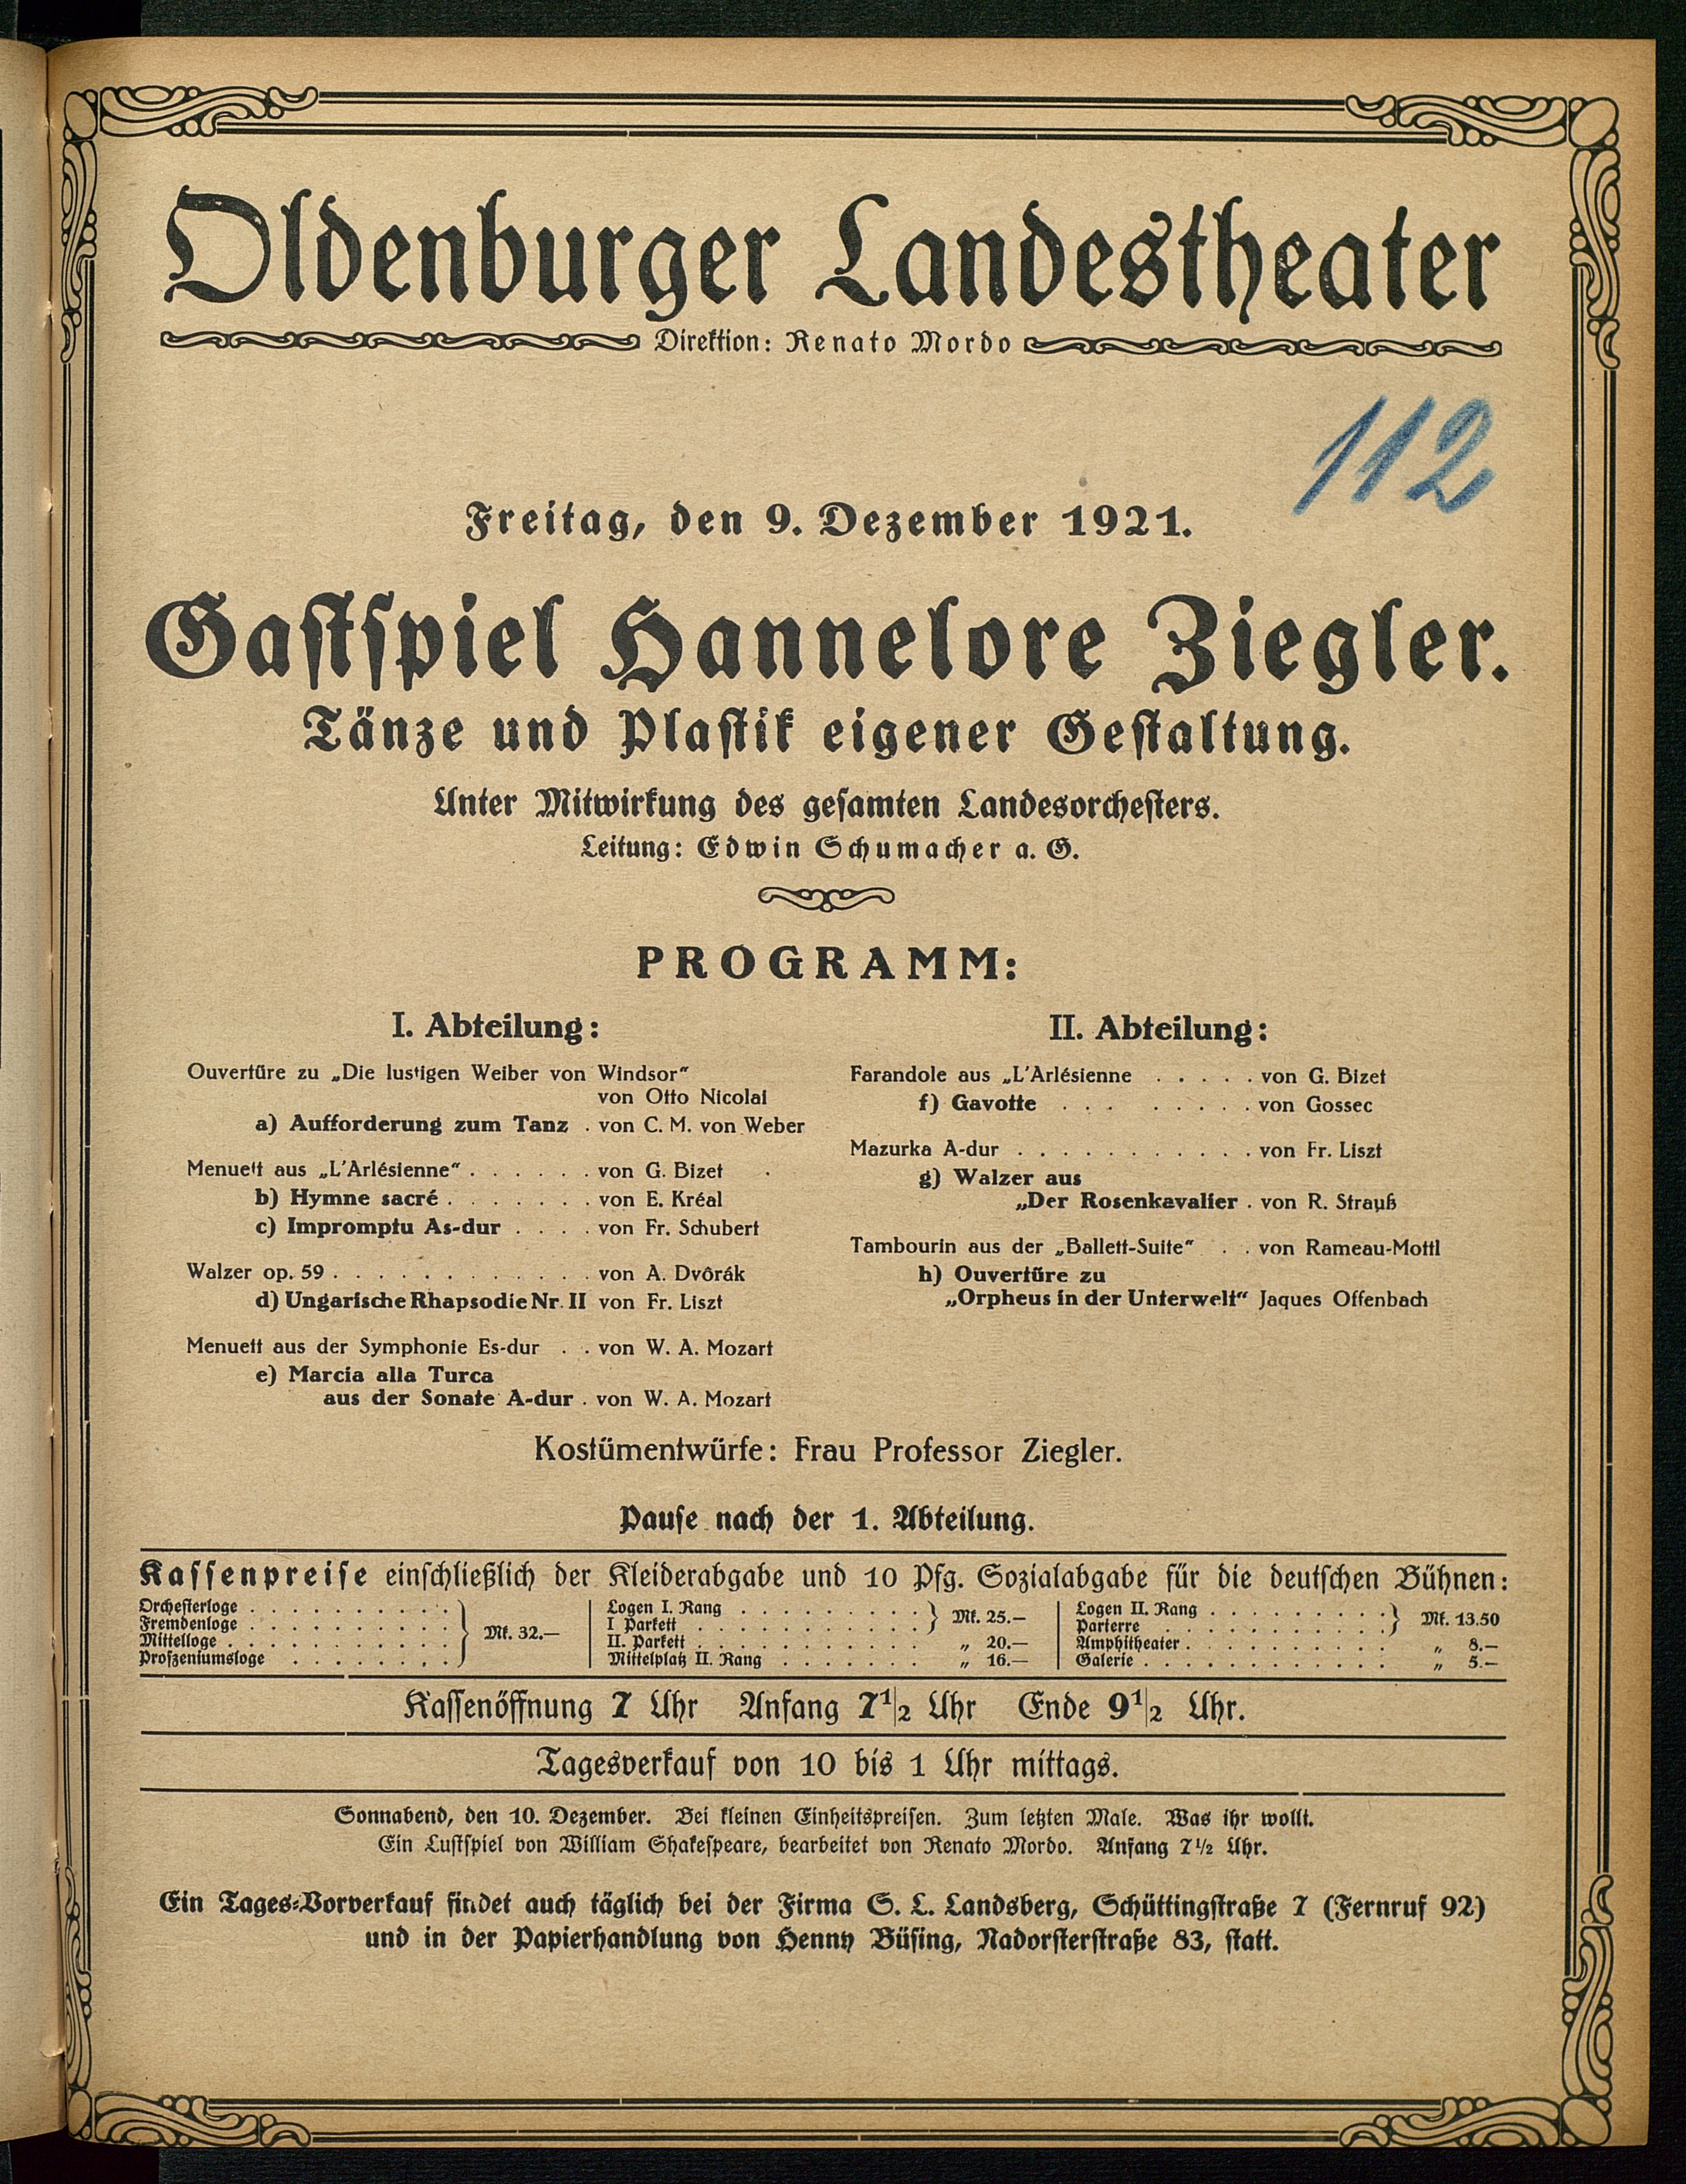 Oldenburger Landestheater
Direktion: Renato Mordo
112
Freitag, den 9. Dezember 1921.
Gastspiel Hannelore Ziegler.
Tänze und Plastik eigener Gestaltung.
Unter Mitwirkung des gesamten Landesorchesters.
Leitung: Edwin Schumacher a. G.
PROGRAMM:
I. Abteilung:
Ouvertüre zu „Die lustigen Weiber von Windsor“
von Otto Nicolai
a) Aufforderung zum Tanz . von C. M. von Weber
Menuett aus „L'Arlésienne“ . . . . . . von G. Bizet
b) Hymne sacré . . . . . . . von E. Kréal
c) Impromptu As-dur . . . . von Fr. Schubert
Walzer op. 59 . . . . . . . . . . . . von A. Dvôrák
d) Ungarische Rhapsodie Nr. II von Fr. Liszt
Menuett aus der Symphonie Es-dur . . von W. A. Mozart
e) Marcia alla Turca
aus der Sonate A-dur . von W. A. Mozart
II. Abteilung:
Farandole aus „L'Arlésienne . . . . . von G. Bizet
f) Gavotte . . . . . . . . von Gossec
Mazurka A-dur . . . . . . . . . . . von Fr. Liszt
g) Walzer aus
„Der Rosenkavalier . von R. Strauß
Tambourin aus der „Ballett-Suite“ . . von Rameau-Mottl
h) Ouvertüre zu
„Orpheus in der Unterwelt“ Jaques Offenbach
Kostümentwürfe: Frau Professor Ziegler.
Pause nach der 1. Abteilung.
Kassenpreise einschließlich der Kleiderabgabe und 10 Pfg. Sozialabgabe für die deutschen Bühnen:
Orchesterloge . . . . . . . . . .
Fremdenloge . . . . . . . . . .
Mittelloge . . . . . . . . . . .
Proszeniumsloge . . . . . . . .
Mk. 32.—
Logen I. Rang . . . . . . . . .
I Parkett . . . . . . . . . . .
Mk. 25.—
II. Parkett . . . . . . . . . . . „ 20.—
Mittelplatz II. Rang . . . . . . . „ 16.—
Logen II. Rang . . . . . . . . .
Parterre . . . . . . . . . . .
Mk. 13.50
Amphitheater . . . . . . . . . . „ 8.—
Galerie . . . . . . . . . . . . „ 5.—
Kassenöffnung 7 Uhr Anfang 7 1/2 Uhr Ende 9 1/2 Uhr.
Tagesverkauf von 10 bis 1 Uhr mittags.
Sonnabend, den 10. Dezember. Bei kleinen Einheitspreisen. Zum letzten Male. Was ihr wollt.
Ein Lustspiel von William Shakespeare, bearbeitet von Renato Mordo. Anfang 7 1/2 Uhr.
Ein Tages-Vorverkauf findet auch täglich bei der Firma S. L. Landsberg, Schüttingstraße 7 (Fernruf 92)
und in der Papierhandlung von Henny Büsing, Nadorsterstraße 83, statt.